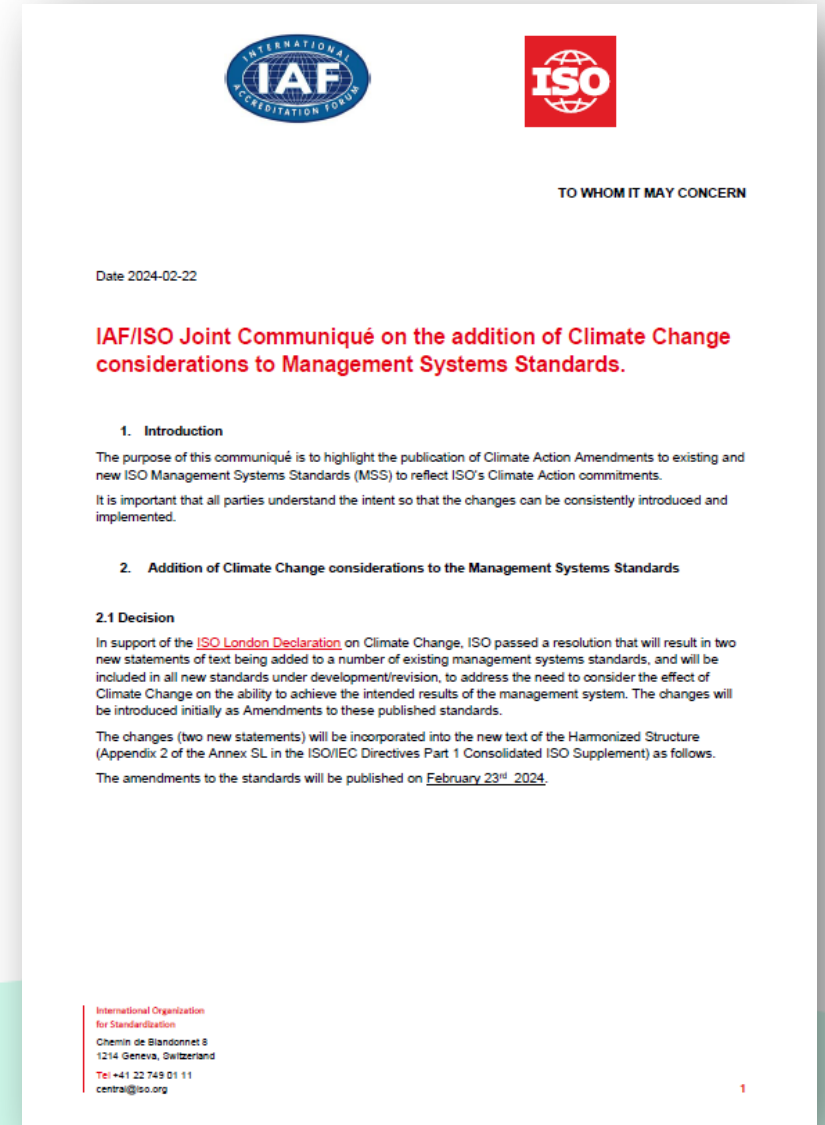 INTERNATIONAL
IAF
ACCREDITATION FORUM
ISO
TO WHOM IT MAY CONCERN
Date 2024-02-22
IAF/ISO Joint Communiqué on the addition of Climate Change
considerations to Management Systems Standards.
1. Introduction
The purpose of this communiqué is to highlight the publication of Climate Action Amendments to existing and
new ISO Management Systems Standards (MSS) to reflect ISO's Climate Action commitments.
It is important that all parties understand the intent so that the changes can be consistently introduced and
implemented.
2. Addition of Climate Change considerations to the Management Systems Standards
2.1 Decision
In support of the ISO London Declaration on Climate Change, ISO passed a resolution that will result in two
new statements of text being added to a number of existing management systems standards, and will be
included in all new standards under development/revision, to address the need to consider the effect of
Climate Change on the ability to achieve the intended results of the management system. The changes will
be introduced initially as Amendments to these published standards.
The changes (two new statements) will be incorporated into the new text of the Harmonized Structure
(Appendix 2 of the Annex SL in the ISO/IEC Directives Part 1 Consolidated ISO Supplement) as follows.
The amendments to the standards will be published on February 23rd 2024.
International Organization
for Standardization
Chemin de Blandonnet 8
1214 Geneva, Switzerland
Tel +41 22 749 01 11
central@iso.org
1